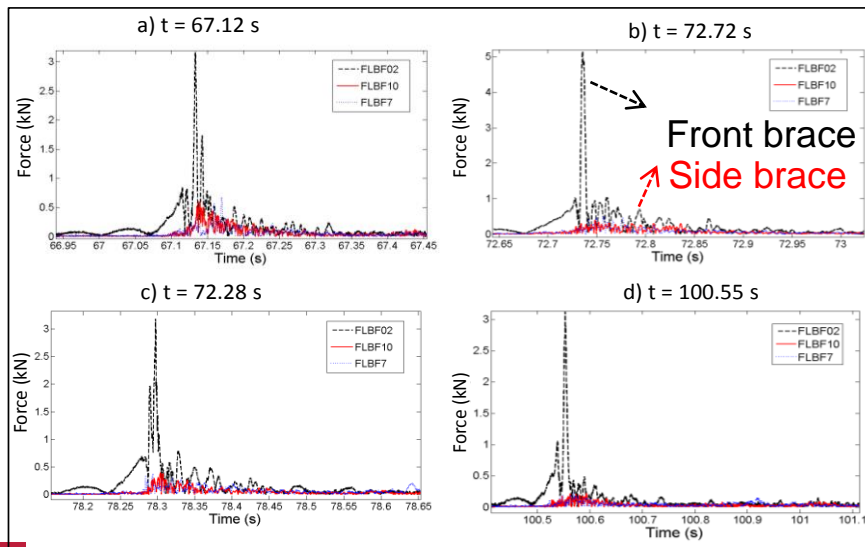 a) t = 67.12 s
3
2.5
2
1.5
1
0.5
0
Force (kN)
FLBF02
FLBF10
FLBF7
66.95 67 67.05 67.1 67.15 67.2 67.25 67.3 67.35 67.4 67.45
Time (s)
b) t = 72.72 s
5
4
3
2
1
0
Force (kN)
FLBF02
FLBF10
FLBF7
Front brace
Side brace
72.65 72.7 72.75 72.8 72.85 72.9 72.95 73
Time (s)
c) t = 72.28 s
3
2.5
2
1.5
1
0.5
0
Force (kN)
FLBF02
FLBF10
FLBF7
78.2 78.25 78.3 78.35 78.4 78.45 78.5 78.55 78.6 78.65
Time (s)
d) t = 100.55 s
3
2.5
2
1.5
1
0.5
0
Force (kN)
FLBF02
FLBF10
FLBF7
100.5 100.6 100.7 100.8 100.9 101 101.1
Time (s)